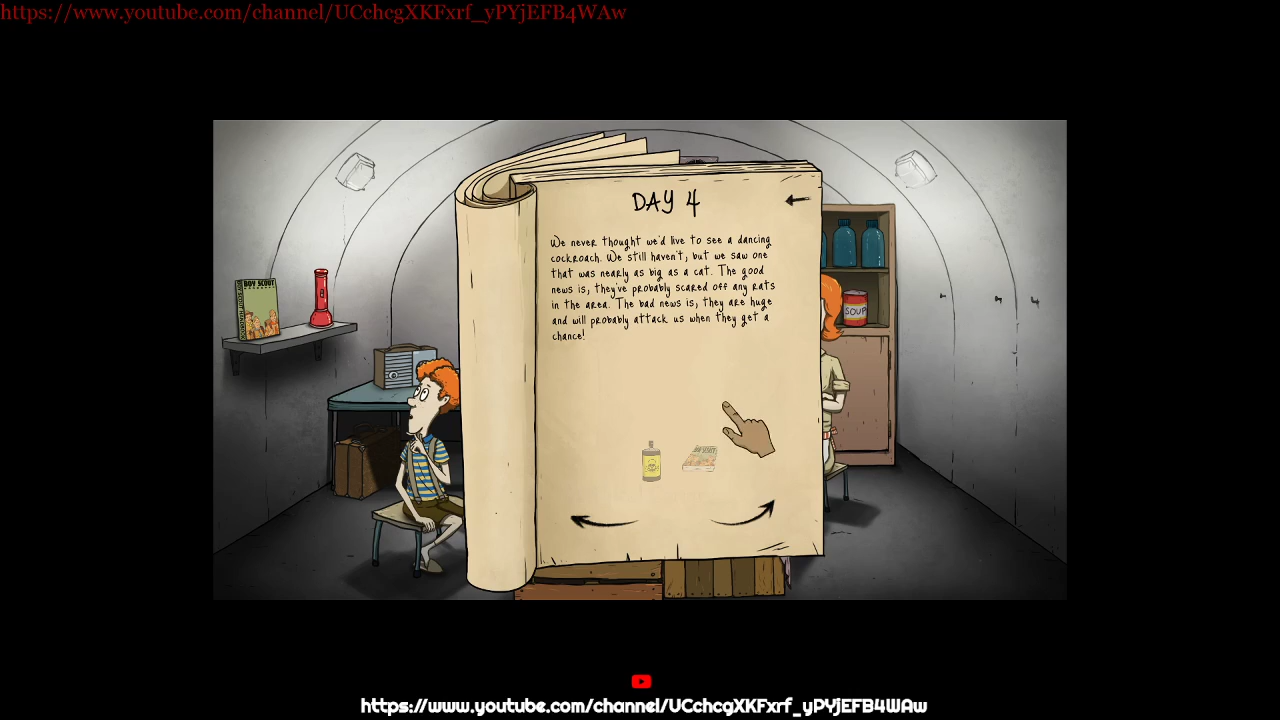 https://www.youtube.com/channel/UCchcgXKFxrf_yPYjEFB4WAw
DAY 4
We never thought we'd live to see a dancing
cockroach. We still haven't, but we saw one
that was nearly as big as a cat. The good
news is, they've probably scared off any rats
in the area. The bad news is, they are huge
and will probably attack us when they get a
chance!
BOY SCOUT
SOUP
https://www.youtube.com/channel/UCchcgXKFxrf_yPYjEFB4WAw